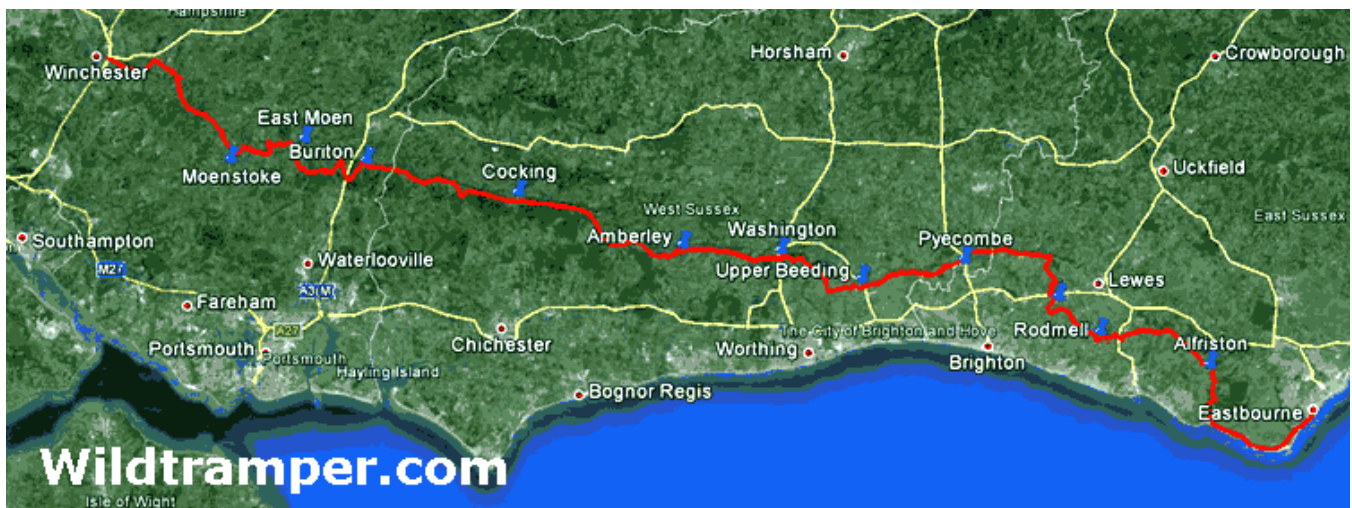 Hampshire
Horsham
Crowborough
Winchester
East Moen
Buriton
Moenstoke
Cocking
Uckfield
West Sussex
East Sussex
Southampton
Amberley
Washington
Pyecombe
M27
Waterlooville
Upper Beeding
Lewes
A3(M)
Fareham
A27
Rodmell
Portsmouth
Portsmouth
Chichester
The City of Brighton and Hove
Alfriston
Hayling Island
Worthing
Brighton
Bognor Regis
Eastbourne
Wildtramper.com
Isle of Wight